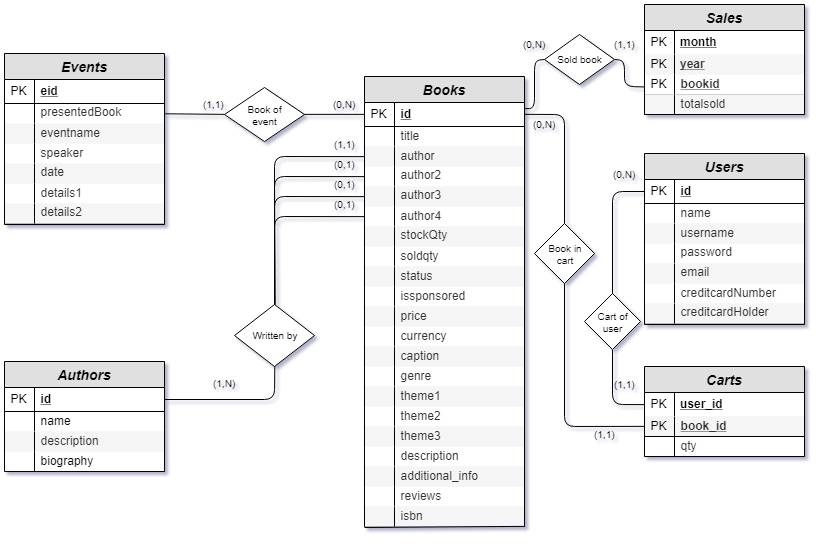 Events
PK eid
presentedBook
eventname
speaker
date
details1
details2
(1,1)
Book of
event
(0,N)
Authors
PK id
name
description
biography
(1,N)
Written by
(1,1)
(0,1)
(0,1)
(0,1)
Books
PK id
title
author
author2
author3
author4
stockQty
soldqty
status
issponsored
price
currency
caption
genre
theme1
theme2
theme3
description
additional_info
reviews
isbn
(0,N)
Sold book
(1,1)
(0,N)
Book in
cart
(1,1)
Sales
PK month
PK year
PK bookid
totalsold
Users
PK id
name
username
password
email
creditcardNumber
creditcardHolder
(0,N)
Cart of
user
(1,1)
Carts
PK user_id
PK book_id
qty